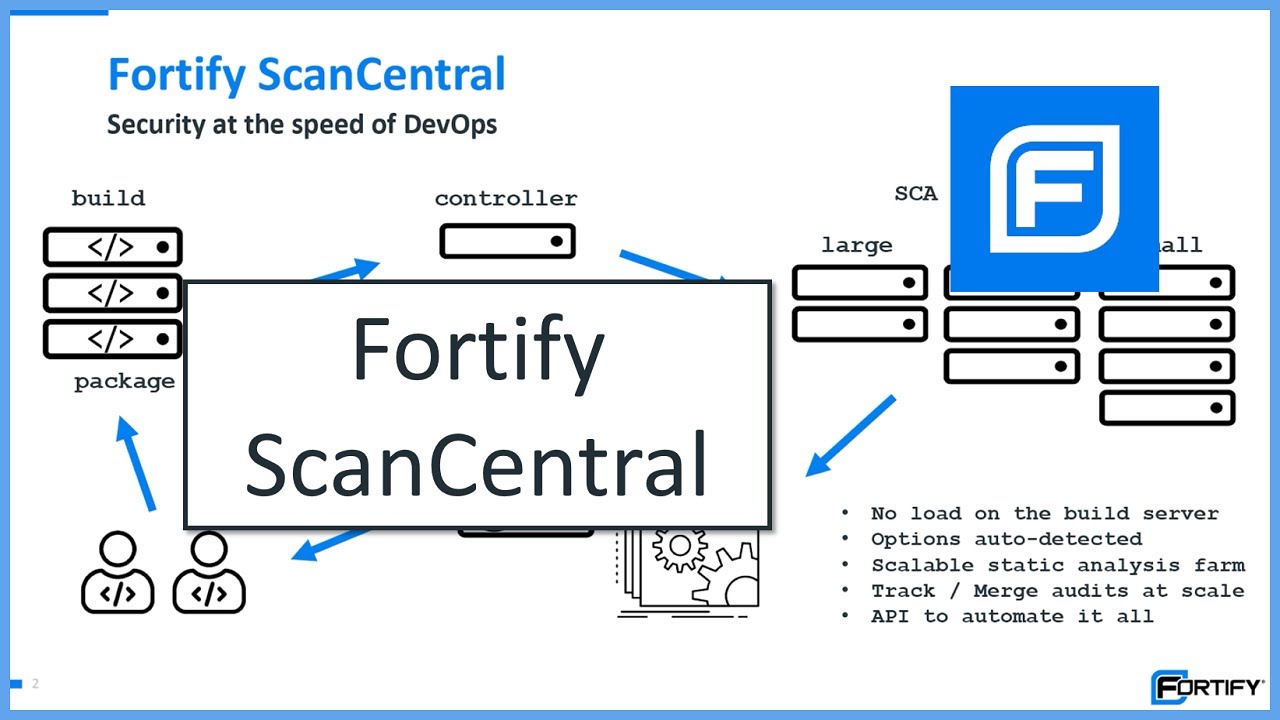 Fortify ScanCentral
Security at the speed of DevOps
build
controller
SCA
large
</>
</>
</>
package
Fortify
ScanCentral
</>
</>
• No load on the build server
• Options auto-detected
• Scalable static analysis farm
• Track / Merge audits at scale
• API to automate it all
2
FORTIFY